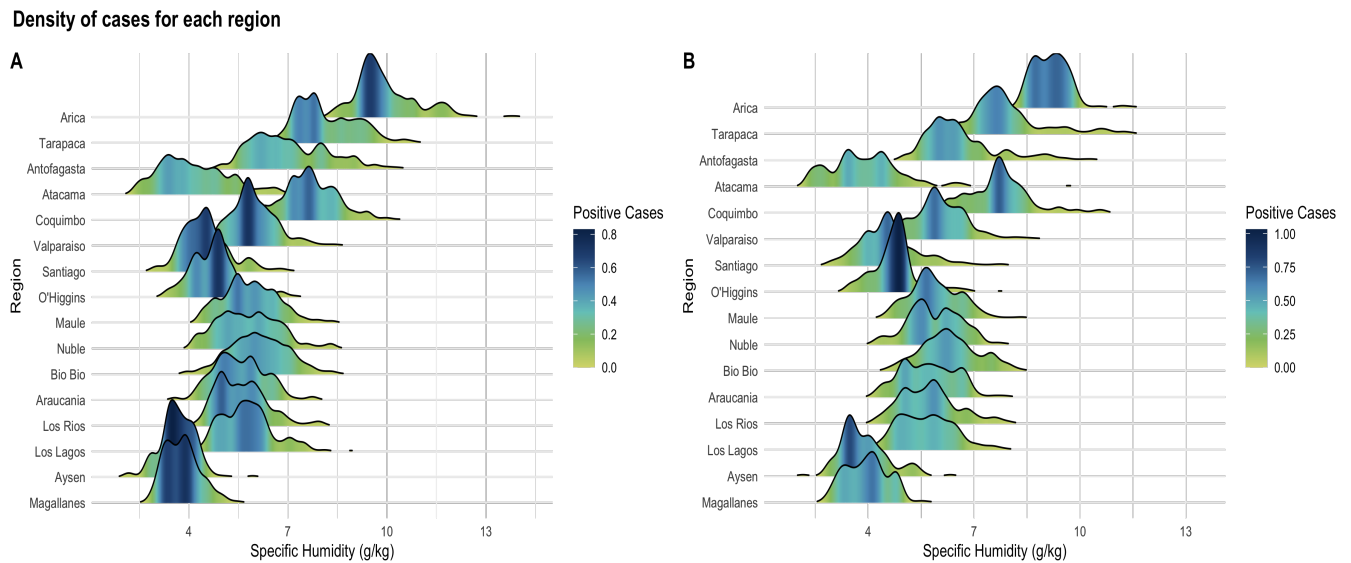 Density of cases for each region
A
Region
Arica
Tarapaca
Antofagasta
Atacama
Coquimbo
Valparaiso
Santiago
O'Higgins
Maule
Nuble
Bio Bio
Araucania
Los Rios
Los Lagos
Aysen
Magallanes
4 7 10 13
Specific Humidity (g/kg)
Positive Cases
0.8
0.6
0.4
0.2
0.0
B
Region
Arica
Tarapaca
Antofagasta
Atacama
Coquimbo
Valparaiso
Santiago
O'Higgins
Maule
Nuble
Bio Bio
Araucania
Los Rios
Los Lagos
Aysen
Magallanes
4 7 10 13
Specific Humidity (g/kg)
Positive Cases
1.00
0.75
0.50
0.25
0.00